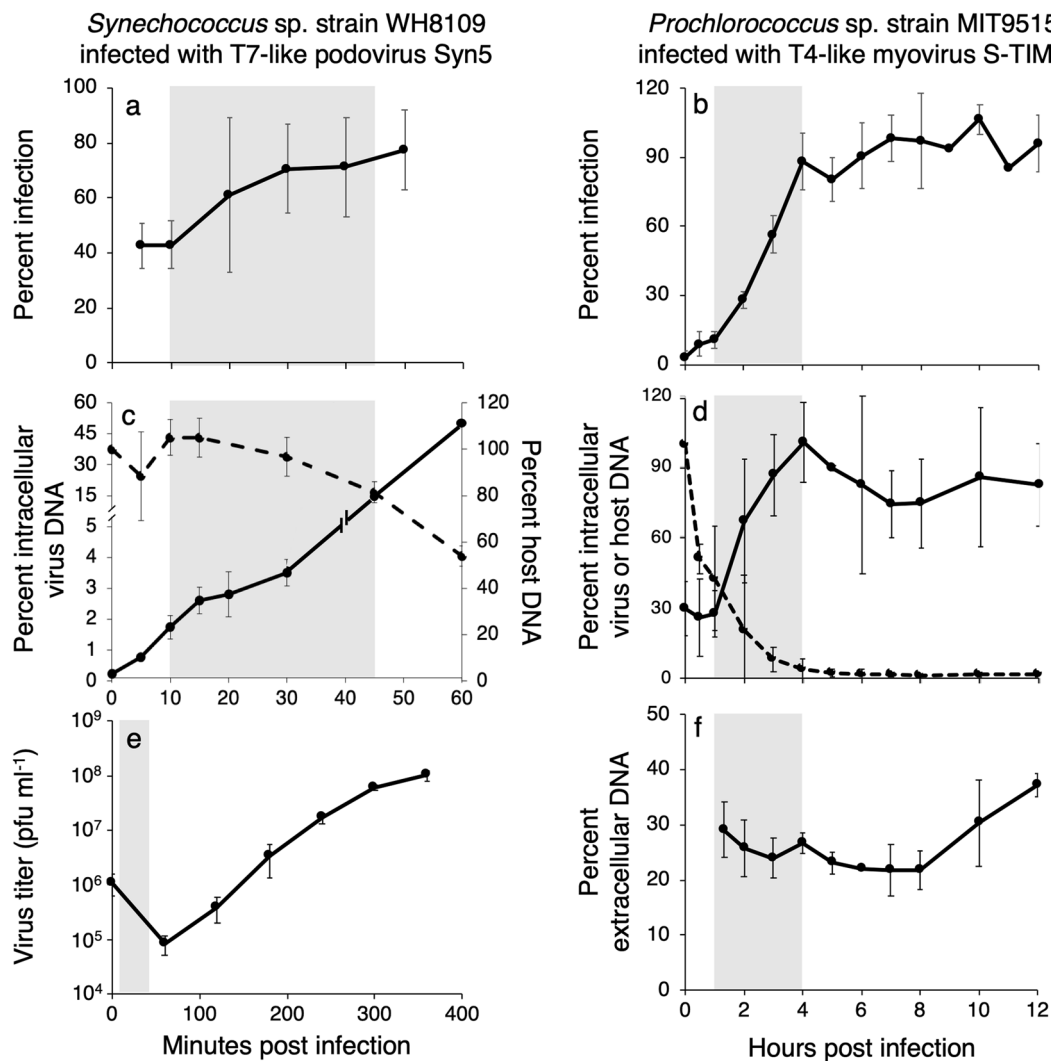 Synechococcus sp. strain WH8109
infected with T7-like podovirus Syn5
Prochlorococcus sp. strain MIT9515
infected with T4-like myovirus S-TIM
a
100
80
60
40
20
0
Percent infection
b
120
90
60
30
0
Percent infection
c
60
45
30
15
5
4
3
2
1
0
Percent intracellular
virus DNA
120
100
80
60
40
20
0
Percent host DNA
0 10 20 30 40 50 60
d
120
90
60
30
0
Percent intracellular
virus or host DNA
e
10⁹
10⁸
10⁷
10⁶
10⁵
10⁴
Virus titer (pfu ml⁻¹)
0 100 200 300 400
Minutes post infection
f
50
40
30
20
10
0
Percent
extracellular DNA
0 2 4 6 8 10 12
Hours post infection